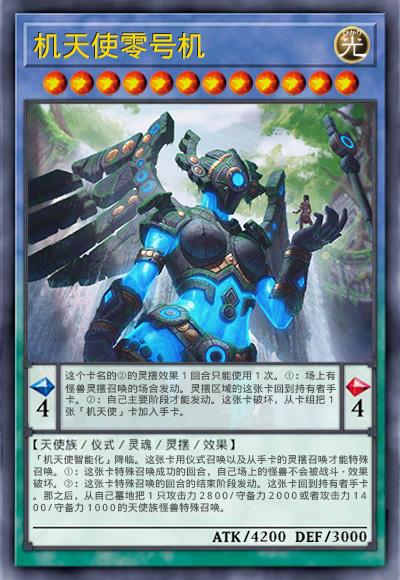 机天使零号机
光
这个卡名的②的灵摆效果1回合只能使用1次。①：场上有
怪兽灵摆召唤的场合发动。灵摆区域的这张卡回到持有者手
卡。②：自己主要阶段才能发动。这张卡破坏，从卡组把1
张「机天使」卡加入手卡。
4
4
【天使族／仪式／灵魂／灵摆／效果】
「机天使智能化」降临。这张卡用仪式召唤以及从手卡的灵摆召唤才能特殊
召唤。①：这张卡特殊召唤成功的回合，自己场上的怪兽不会被战斗·效果
破坏。②：这张卡特殊召唤的回合的结束阶段发动。这张卡回到持有者手卡
。那之后，从自己墓地把1只攻击力2800/守备力2000或者攻击力14
00/守备力1000的天使族怪兽特殊召唤。
ATK/4200 DEF/3000